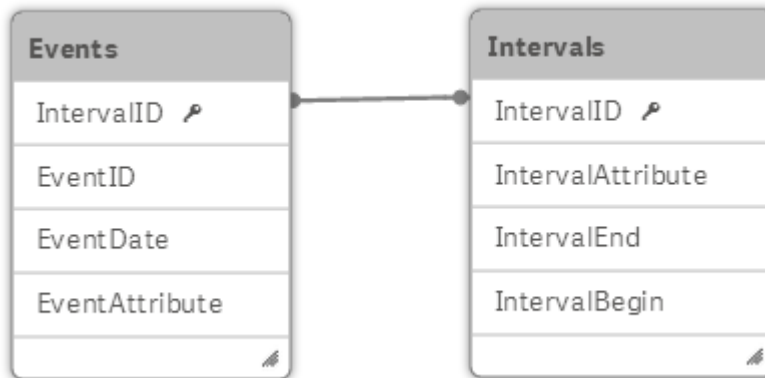 Events
IntervalID
EventID
EventDate
EventAttribute
Intervals
IntervalID
IntervalAttribute
IntervalEnd
IntervalBegin